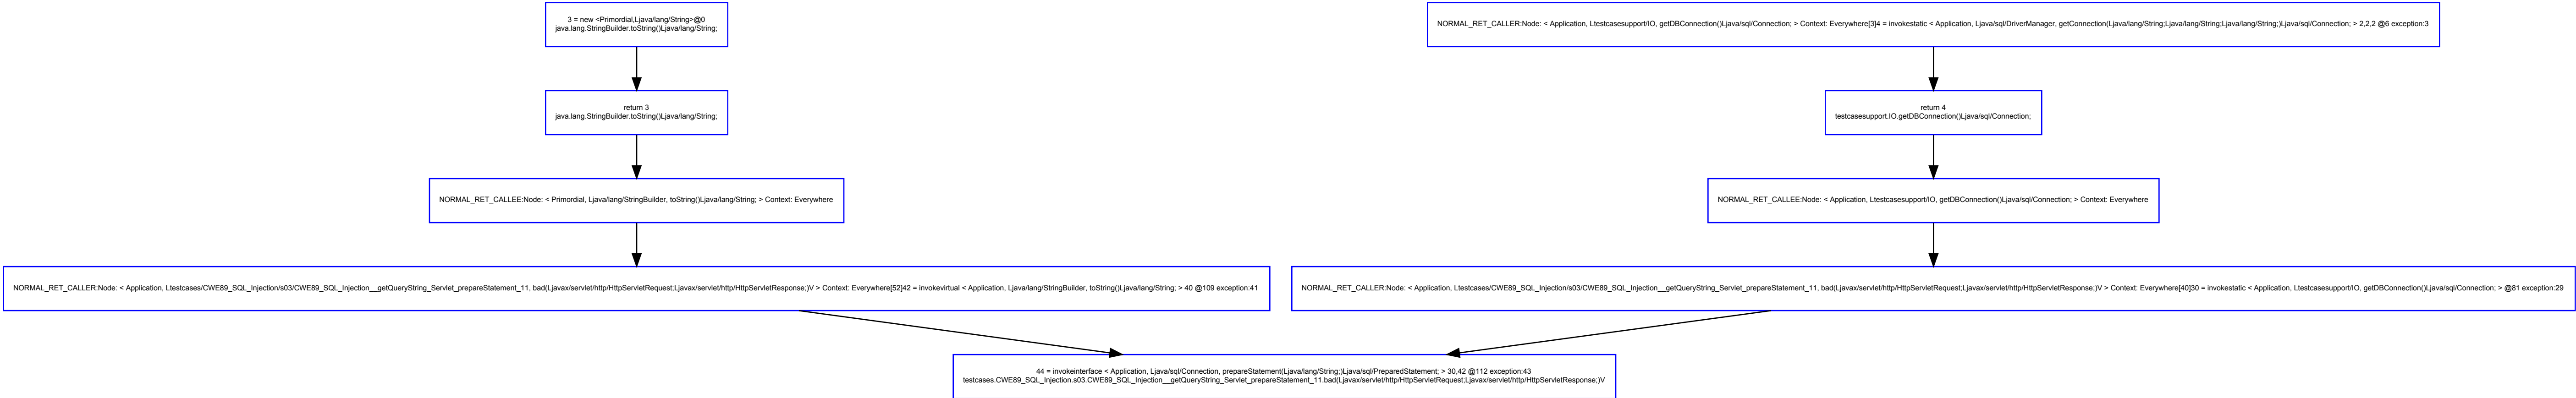 3 = new <Primordial,Ljava/lang/String>@0
java.lang.StringBuilder.toString()Ljava/lang/String;
NORMAL_RET_CALLER:Node: < Application, Ltestcasesupport/IO, getDBConnection()Ljava/sql/Connection; > Context: Everywhere[3]4 = invokestatic < Application, Ljava/sql/DriverManager, getConnection(Ljava/lang/String;Ljava/lang/String;Ljava/lang/String;)Ljava/sql/Connection; > 2,2,2 @6 exception:3
return 3
java.lang.StringBuilder.toString()Ljava/lang/String;
return 4
testcasesupport.IO.getDBConnection()Ljava/sql/Connection;
NORMAL_RET_CALLEE:Node: < Primordial, Ljava/lang/StringBuilder, toString()Ljava/lang/String; > Context: Everywhere
NORMAL_RET_CALLEE:Node: < Application, Ltestcasesupport/IO, getDBConnection()Ljava/sql/Connection; > Context: Everywhere
NORMAL_RET_CALLER:Node: < Application, Ltestcases/CWE89_SQL_Injection/s03/CWE89_SQL_Injection__getQueryString_Servlet_prepareStatement_11, bad(Ljavax/servlet/http/HttpServletRequest;Ljavax/servlet/http/HttpServletResponse;)V > Context: Everywhere[52]42 = invokevirtual < Application, Ljava/lang/StringBuilder, toString()Ljava/lang/String; > 40 @109 exception:41
NORMAL_RET_CALLER:Node: < Application, Ltestcases/CWE89_SQL_Injection/s03/CWE89_SQL_Injection__getQueryString_Servlet_prepareStatement_11, bad(Ljavax/servlet/http/HttpServletRequest;Ljavax/servlet/http/HttpServletResponse;)V > Context: Everywhere[40]30 = invokestatic < Application, Ltestcasesupport/IO, getDBConnection()Ljava/sql/Connection; > @81 exception:29
44 = invokeinterface < Application, Ljava/sql/Connection, prepareStatement(Ljava/lang/String;)Ljava/sql/PreparedStatement; > 30,42 @112 exception:43
testcases.CWE89_SQL_Injection.s03.CWE89_SQL_Injection__getQueryString_Servlet_prepareStatement_11.bad(Ljavax/servlet/http/HttpServletRequest;Ljavax/servlet/http/HttpServletResponse;)V